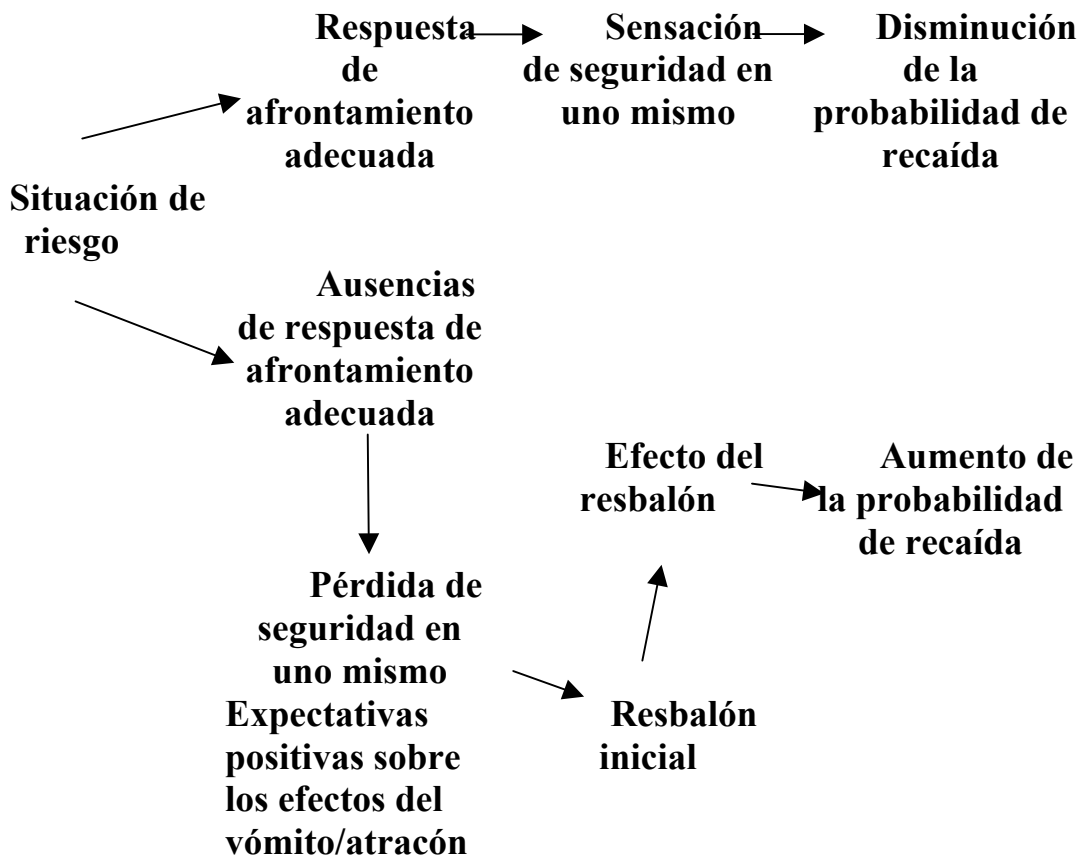 Respuesta
de
afrontamiento
adecuada
Sensación
de seguridad en
uno mismo
Disminución
de la
probabilidad de
recaída
Situación de
riesgo
Ausencias
de respuesta de
afrontamiento
adecuada
Efecto del
resbalón
Aumento de
la probabilidad
de recaída
Pérdida de
seguridad en
uno mismo
Expectativas
positivas sobre
los efectos del
vómito/atracón
Resbalón
inicial